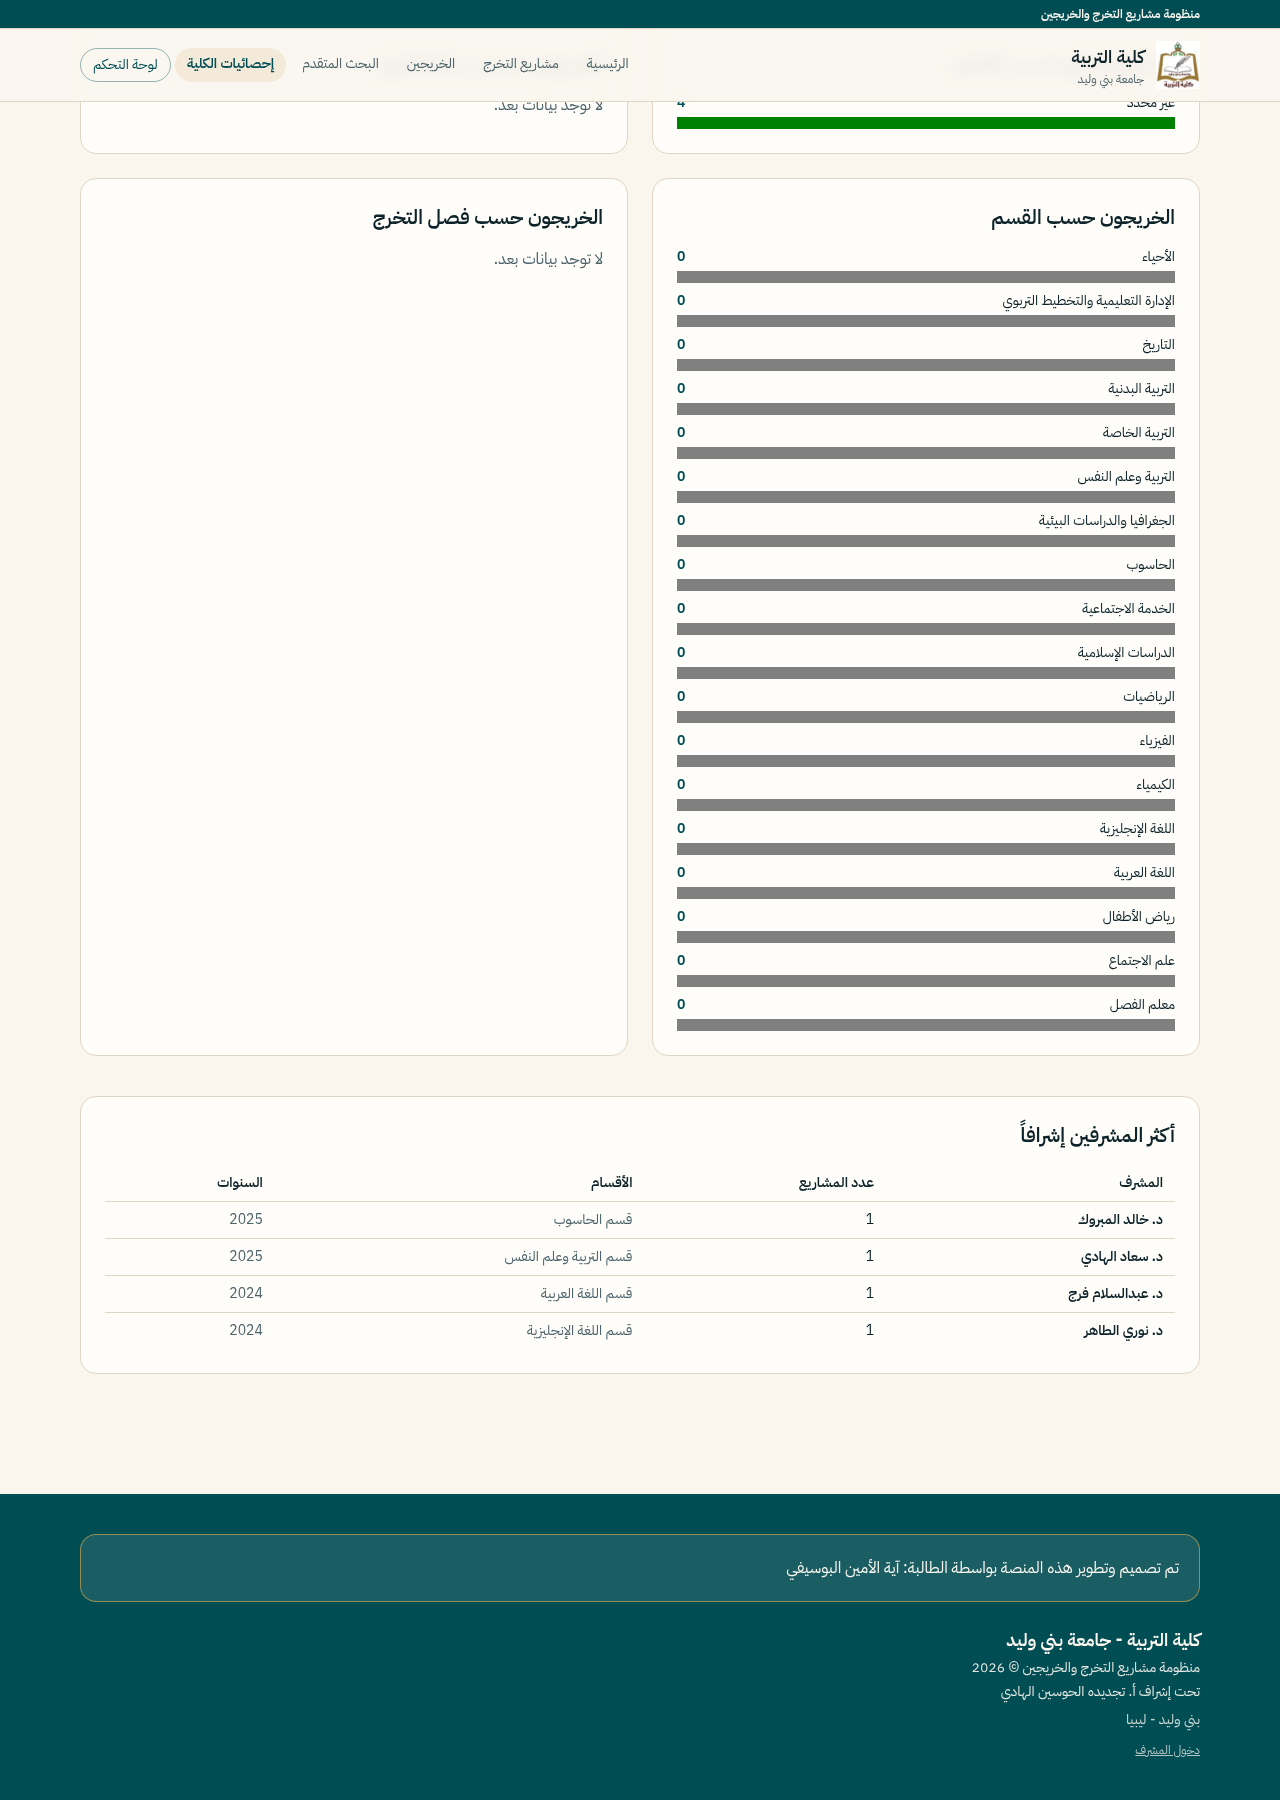 منظومة مشاريع التخرج والخريجين
كلية التربية
جامعة بني وليد
الرئيسية
مشاريع التخرج
الخريجين
البحث المتقدم
إحصائيات الكلية
لوحة التحكم
غير محدد 4
لا توجد بيانات بعد.
الخريجون حسب القسم
الأحياء 0
الإدارة التعليمية والتخطيط التربوي 0
التاريخ 0
التربية البدنية 0
التربية الخاصة 0
التربية وعلم النفس 0
الجغرافيا والدراسات البيئية 0
الحاسوب 0
الخدمة الاجتماعية 0
الدراسات الإسلامية 0
الرياضيات 0
الفيزياء 0
الكيمياء 0
اللغة الإنجليزية 0
اللغة العربية 0
رياض الأطفال 0
علم الاجتماع 0
معلم الفصل 0
الخريجون حسب فصل التخرج
لا توجد بيانات بعد.
أكثر المشرفين إشرافاً
المشرف عدد المشاريع الأقسام السنوات
د. خالد المبروك 1 قسم الحاسوب 2025
د. سعاد الهادي 1 قسم التربية وعلم النفس 2025
د. عبدالسلام فرج 1 قسم اللغة العربية 2024
د. نوري الطاهر 1 قسم اللغة الإنجليزية 2024
تم تصميم وتطوير هذه المنصة بواسطة الطالبة: آية الأمين البوسيفي
كلية التربية - جامعة بني وليد
منظومة مشاريع التخرج والخريجين © 2026
تحت إشراف أ. تجديده الحوسين الهادي
بني وليد - ليبيا
دخول المشرف